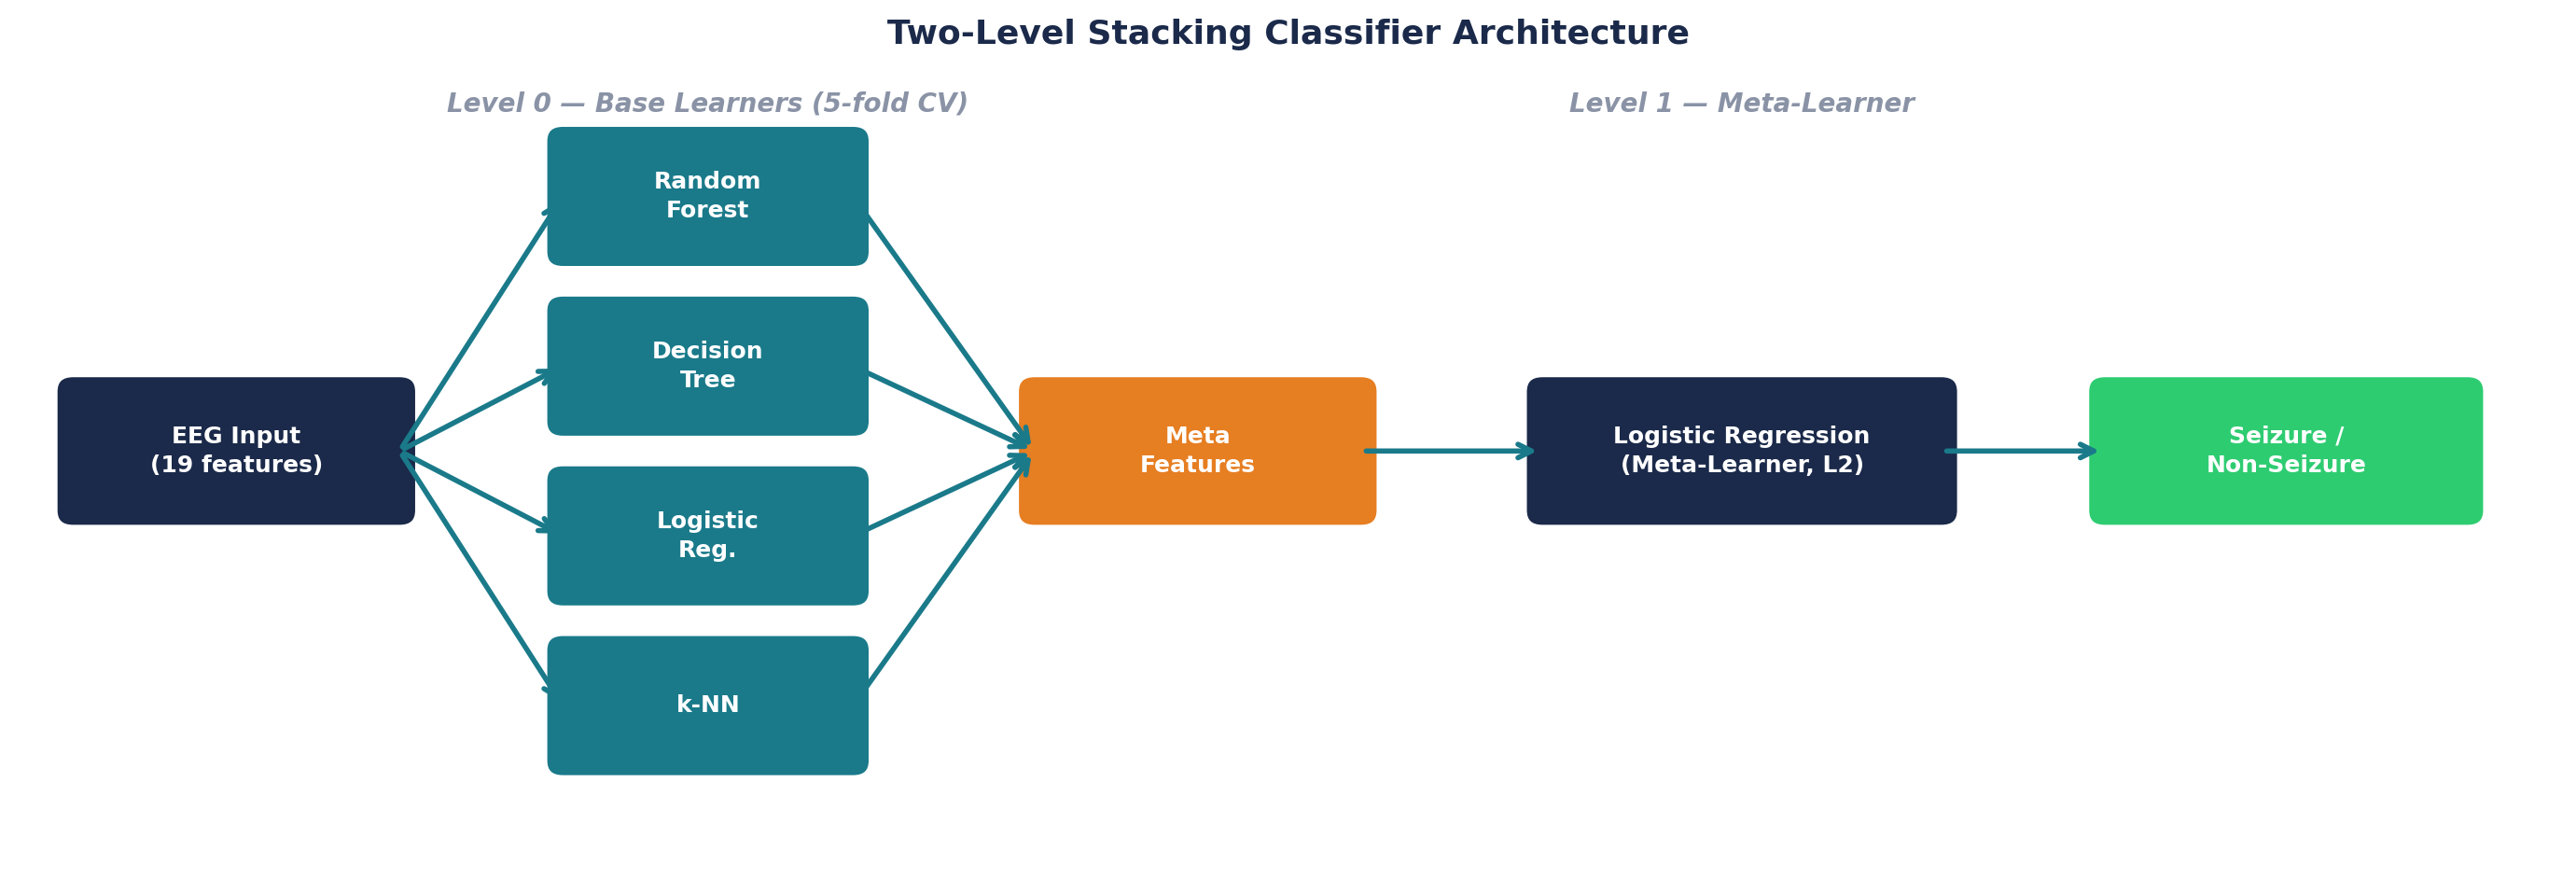 Two-Level Stacking Classifier Architecture
Level 0 — Base Learners (5-fold CV)
Level 1 — Meta-Learner
EEG Input
(19 features)
Random
Forest
Decision
Tree
Logistic
Reg.
k-NN
Meta
Features
Logistic Regression
(Meta-Learner, L2)
Seizure /
Non-Seizure